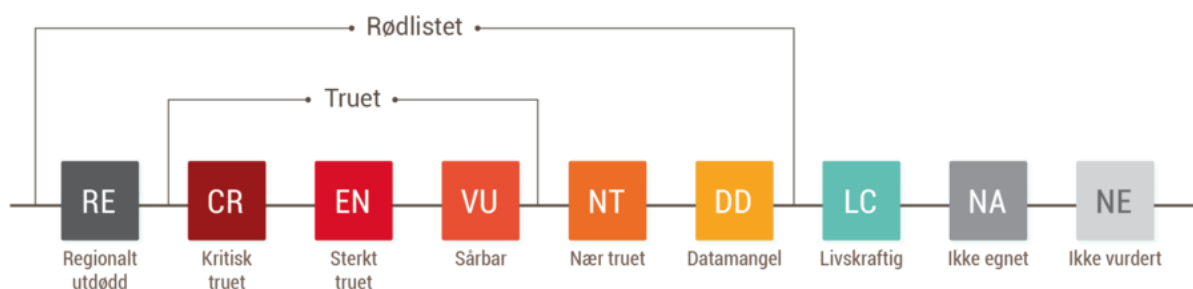 Rødlistet
Truet
RE
CR
EN
VU
NT
DD
LC
NA
NE
Regionalt
utdødd
Kritisk
truet
Sterkt
truet
Sårbar
Nær truet
Datamangel
Livskraftig
Ikke egnet
Ikke vurdert